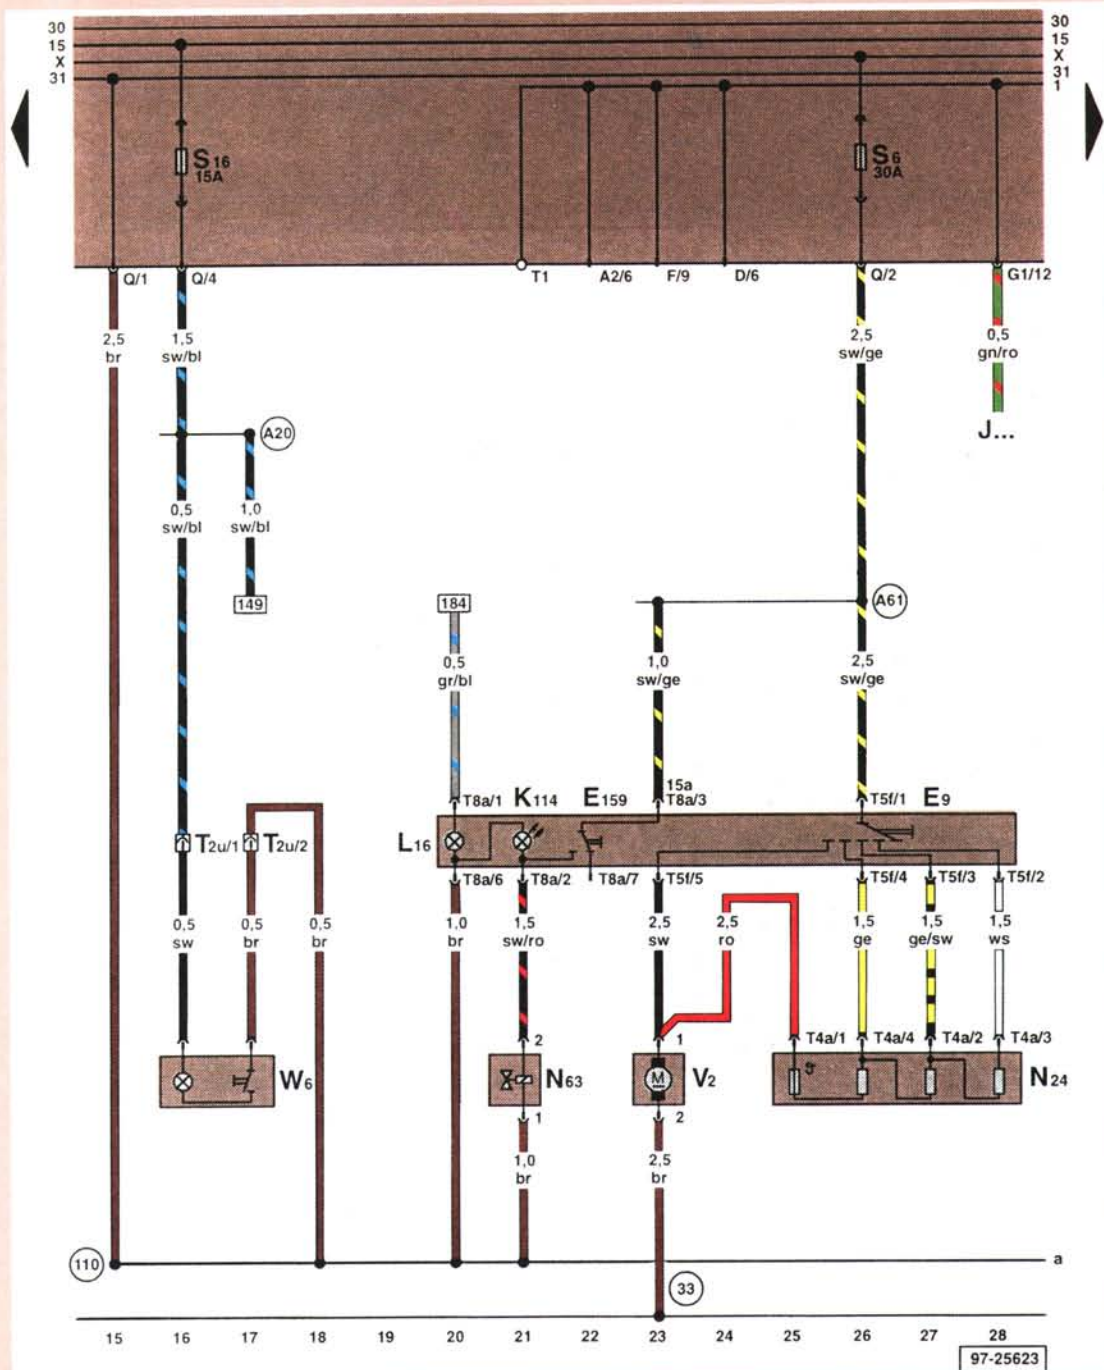 30 30
15 15
X X
31 31
1
S16 S6
15A 30A
Q/1 Q/4 T1 A2/6 F/9 D/6 Q/2 G1/12
2,5 1,5 2,5 0,5
br sw/bl sw/ge gn/ro
A20 J...
0,5 1,0
sw/bl sw/bl
149 184 A61
0,5 1,0 2,5
gr/bl sw/ge sw/ge
15a
T8a/1 K114 E159 T8a/3 T5f/1 E9
T2u/1 T2u/2 L16
T8a/6 T8a/2 T8a/7 T5f/5 T5f/4 T5f/3 T5f/2
0,5 0,5 0,5 1,0 1,5 2,5 2,5 1,5 1,5 1,5
sw br br br sw/ro sw ro ge ge/sw ws
2 1 T4a/1 T4a/4 T4a/2 T4a/3
W6 N63 M V2 ϑ N24
1 2
1,0 2,5
br br
110 a
33
15 16 17 18 19 20 21 22 23 24 25 26 27 28
97-25623